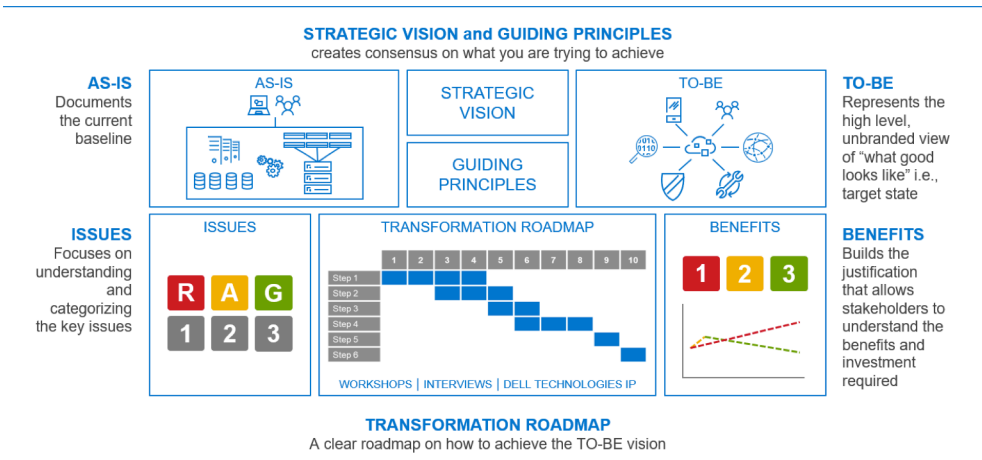 STRATEGIC VISION and GUIDING PRINCIPLES
creates consensus on what you are trying to achieve
AS-IS
Documents
the current
baseline
AS-IS
STRATEGIC
VISION
GUIDING
PRINCIPLES
TO-BE
01
0110
TO-BE
Represents the
high level,
unbranded view
of “what good
looks like” i.e.,
target state
ISSUES
Focuses on
understanding
and
categorizing
the key issues
ISSUES
R A G
1 2 3
TRANSFORMATION ROADMAP
1 2 3 4 5 6 7 8 9 10
Step 1
Step 2
Step 3
Step 4
Step 5
Step 6
WORKSHOPS | INTERVIEWS | DELL TECHNOLOGIES IP
BENEFITS
1 2 3
BENEFITS
Builds the
justification
that allows
stakeholders to
understand the
benefits and
investment
required
TRANSFORMATION ROADMAP
A clear roadmap on how to achieve the TO-BE vision